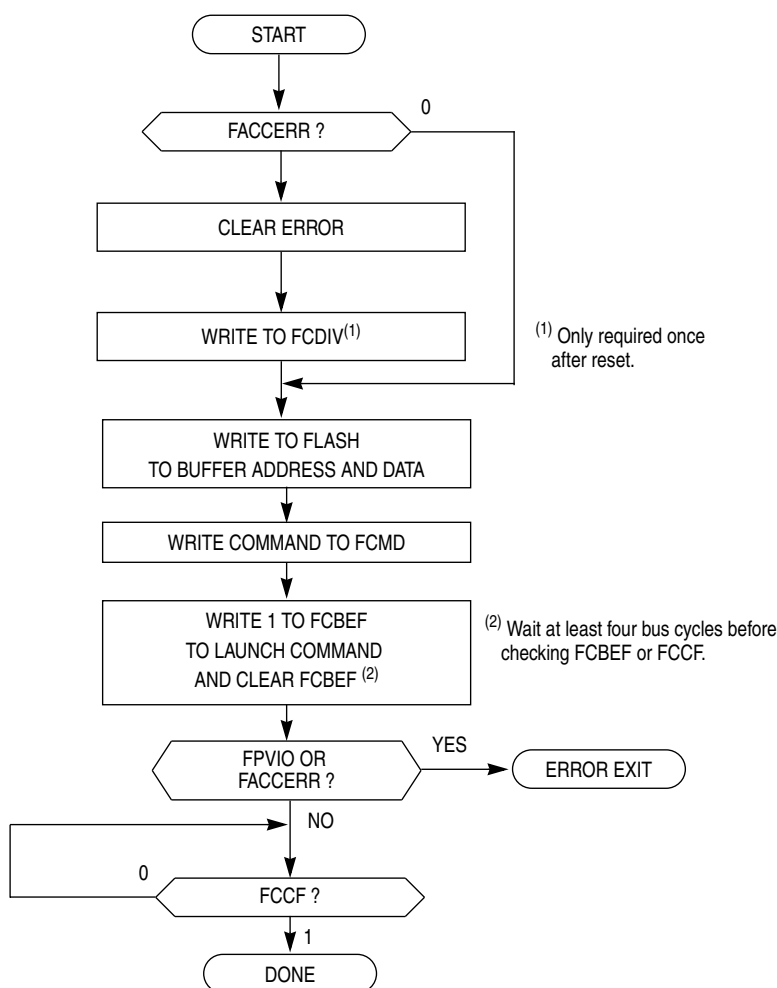 START
0
FACCERR ?
CLEAR ERROR
WRITE TO FCDIV(1)
(1) Only required once
after reset.
WRITE TO FLASH
TO BUFFER ADDRESS AND DATA
WRITE COMMAND TO FCMD
WRITE 1 TO FCBEF
TO LAUNCH COMMAND
AND CLEAR FCBEF (2)
(2) Wait at least four bus cycles before
checking FCBEF or FCCF.
FPVIO OR
FACCERR ?
YES
ERROR EXIT
NO
0
FCCF ?
1
DONE